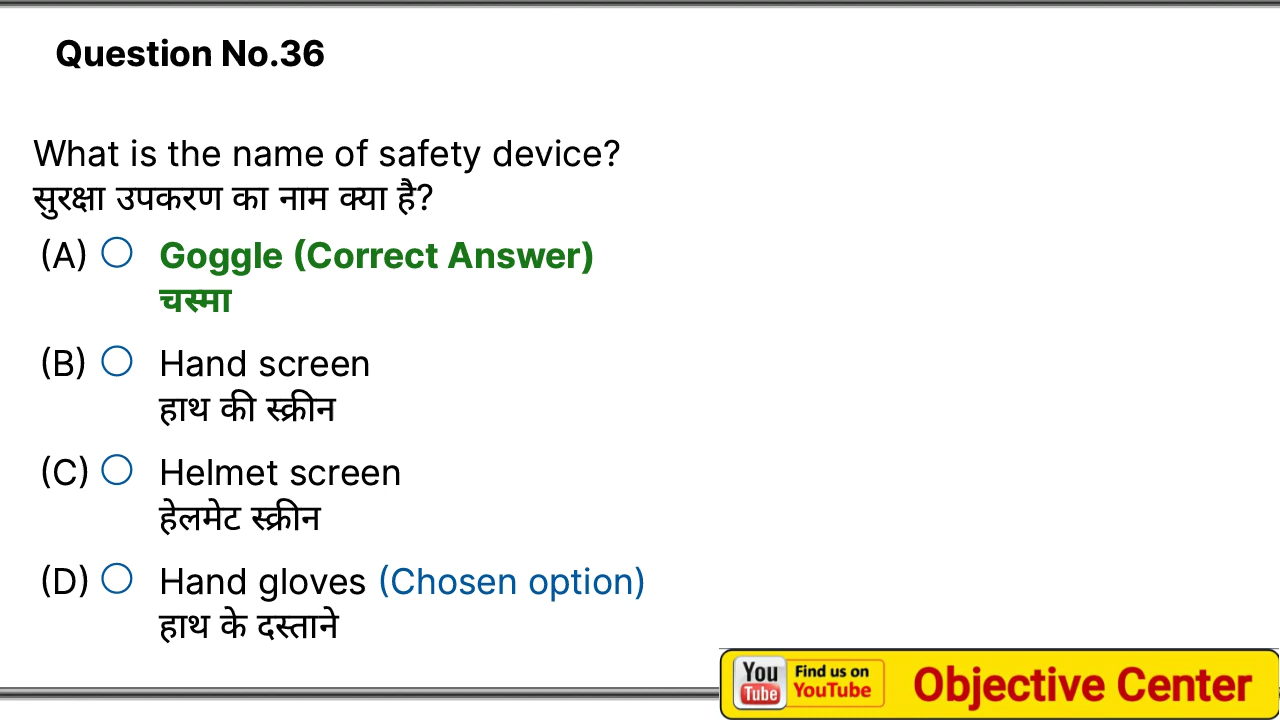 Question No.36
What is the name of safety device?
सुरक्षा उपकरण का नाम क्या है?
(A) Goggle (Correct Answer)
चस्मा
(B) Hand screen
हाथ की स्क्रीन
(C) Helmet screen
हेलमेट स्क्रीन
(D) Hand gloves (Chosen option)
हाथ के दस्ताने
You Tube Find us on YouTube Objective Center